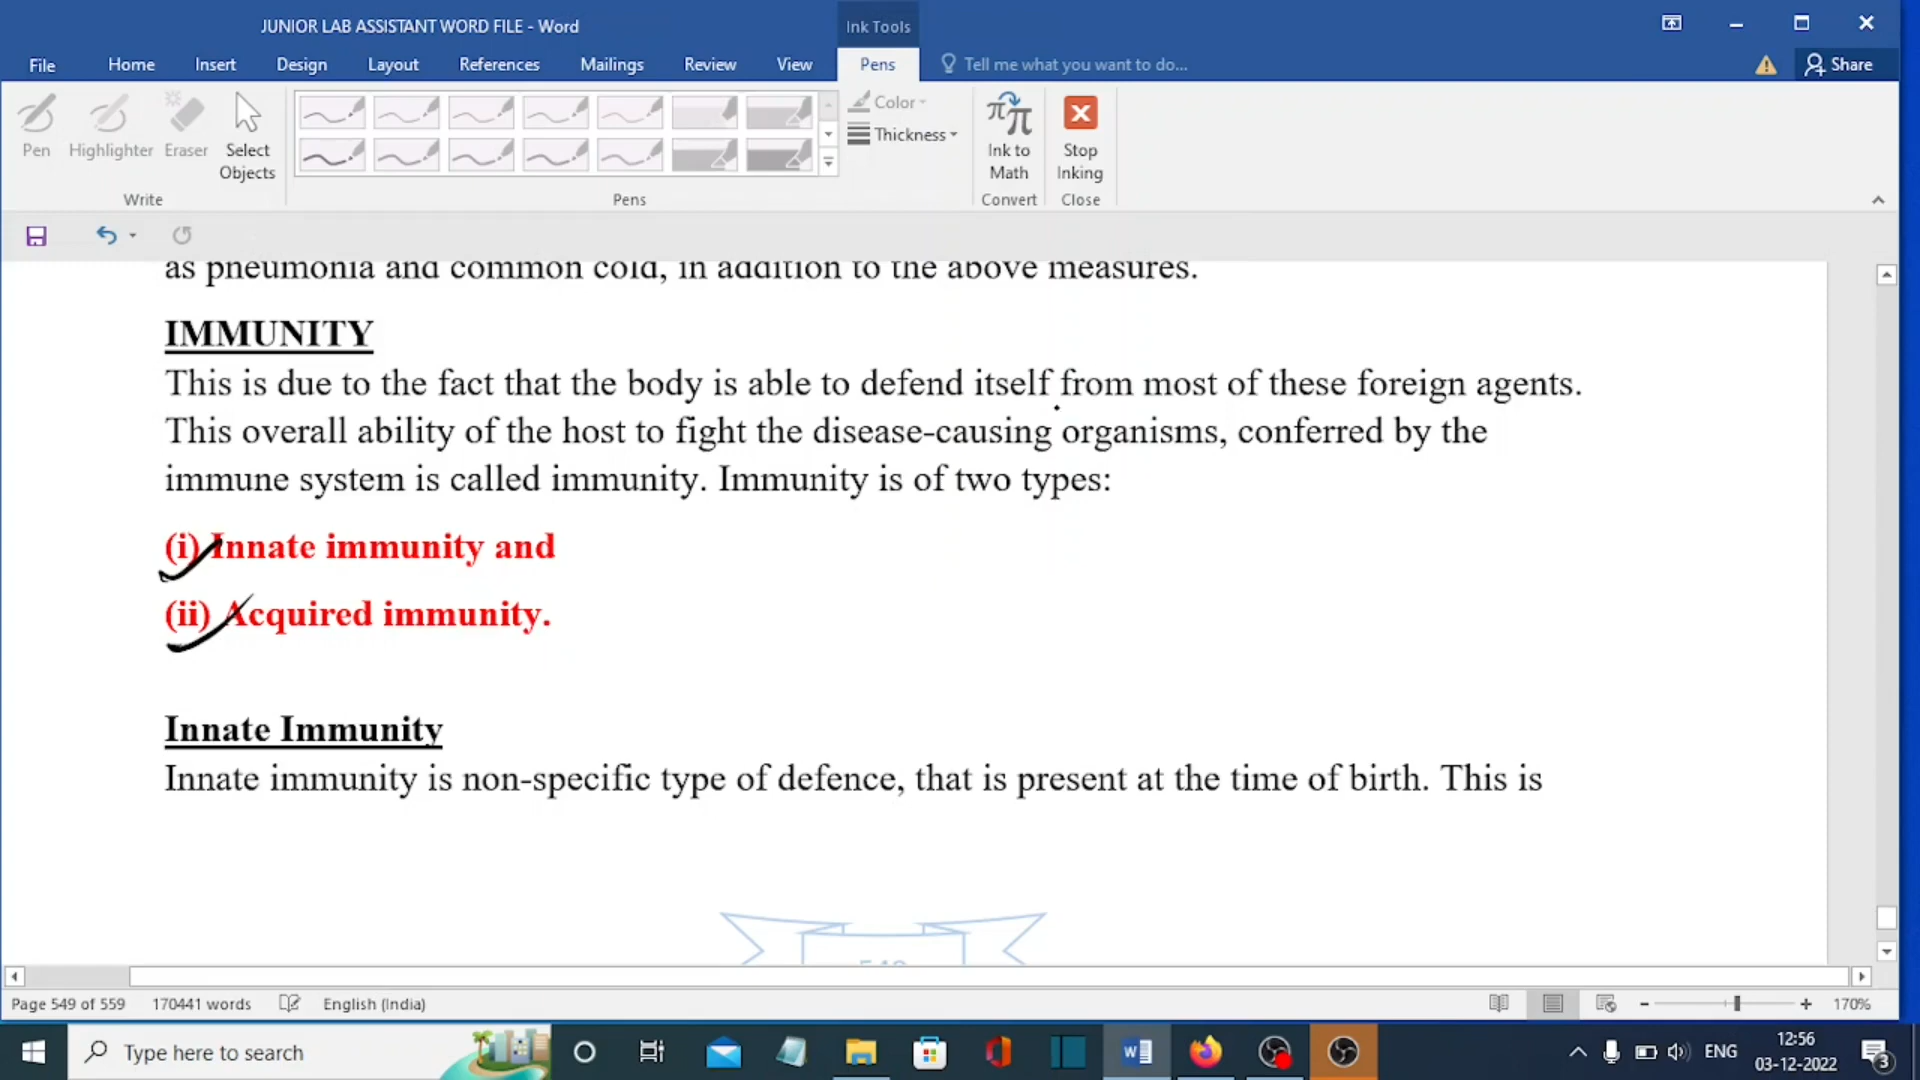 JUNIOR LAB ASSISTANT WORD FILE - Word
Ink Tools
File Home Insert Design Layout References Mailings Review View Pens Tell me what you want to do... Share
Pen Highlighter Eraser Select Objects
Color
Thickness
Ink to Math
Stop Inking
Write Pens Convert Close
as pneumonia and common cold, in addition to the above measures.
IMMUNITY
This is due to the fact that the body is able to defend itself from most of these foreign agents.
This overall ability of the host to fight the disease-causing organisms, conferred by the
immune system is called immunity. Immunity is of two types:
(i) Innate immunity and
(ii) Acquired immunity.
Innate Immunity
Innate immunity is non-specific type of defence, that is present at the time of birth. This is
Page 549 of 559 170441 words English (India) 170%
Type here to search
ENG
12:56
03-12-2022
3